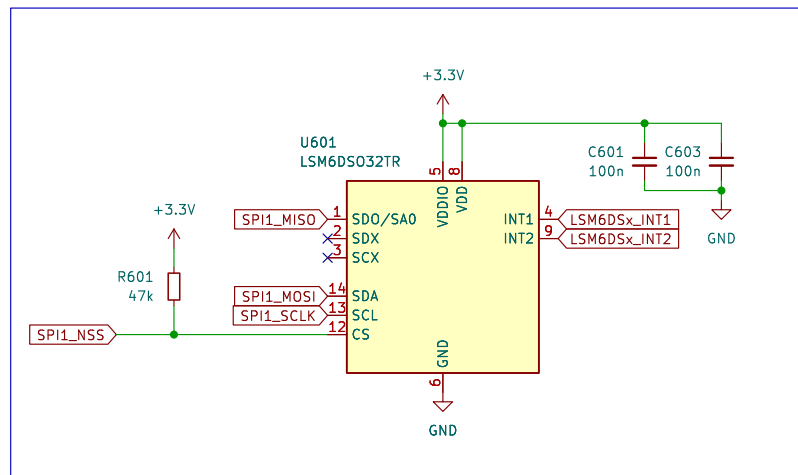 +3.3V
U601
LSM6DSO32TR
C601
100n
C603
100n
5
8
VDDIO
VDD
SPI1_MISO
1
SDO/SA0
2
SDX
3
SCX
INT1
4
LSM6DSx_INT1
INT2
9
LSM6DSx_INT2
GND
+3.3V
R601
47k
SPI1_MOSI
14
SDA
SPI1_SCLK
13
SCL
SPI1_NSS
12
CS
GND
6
GND